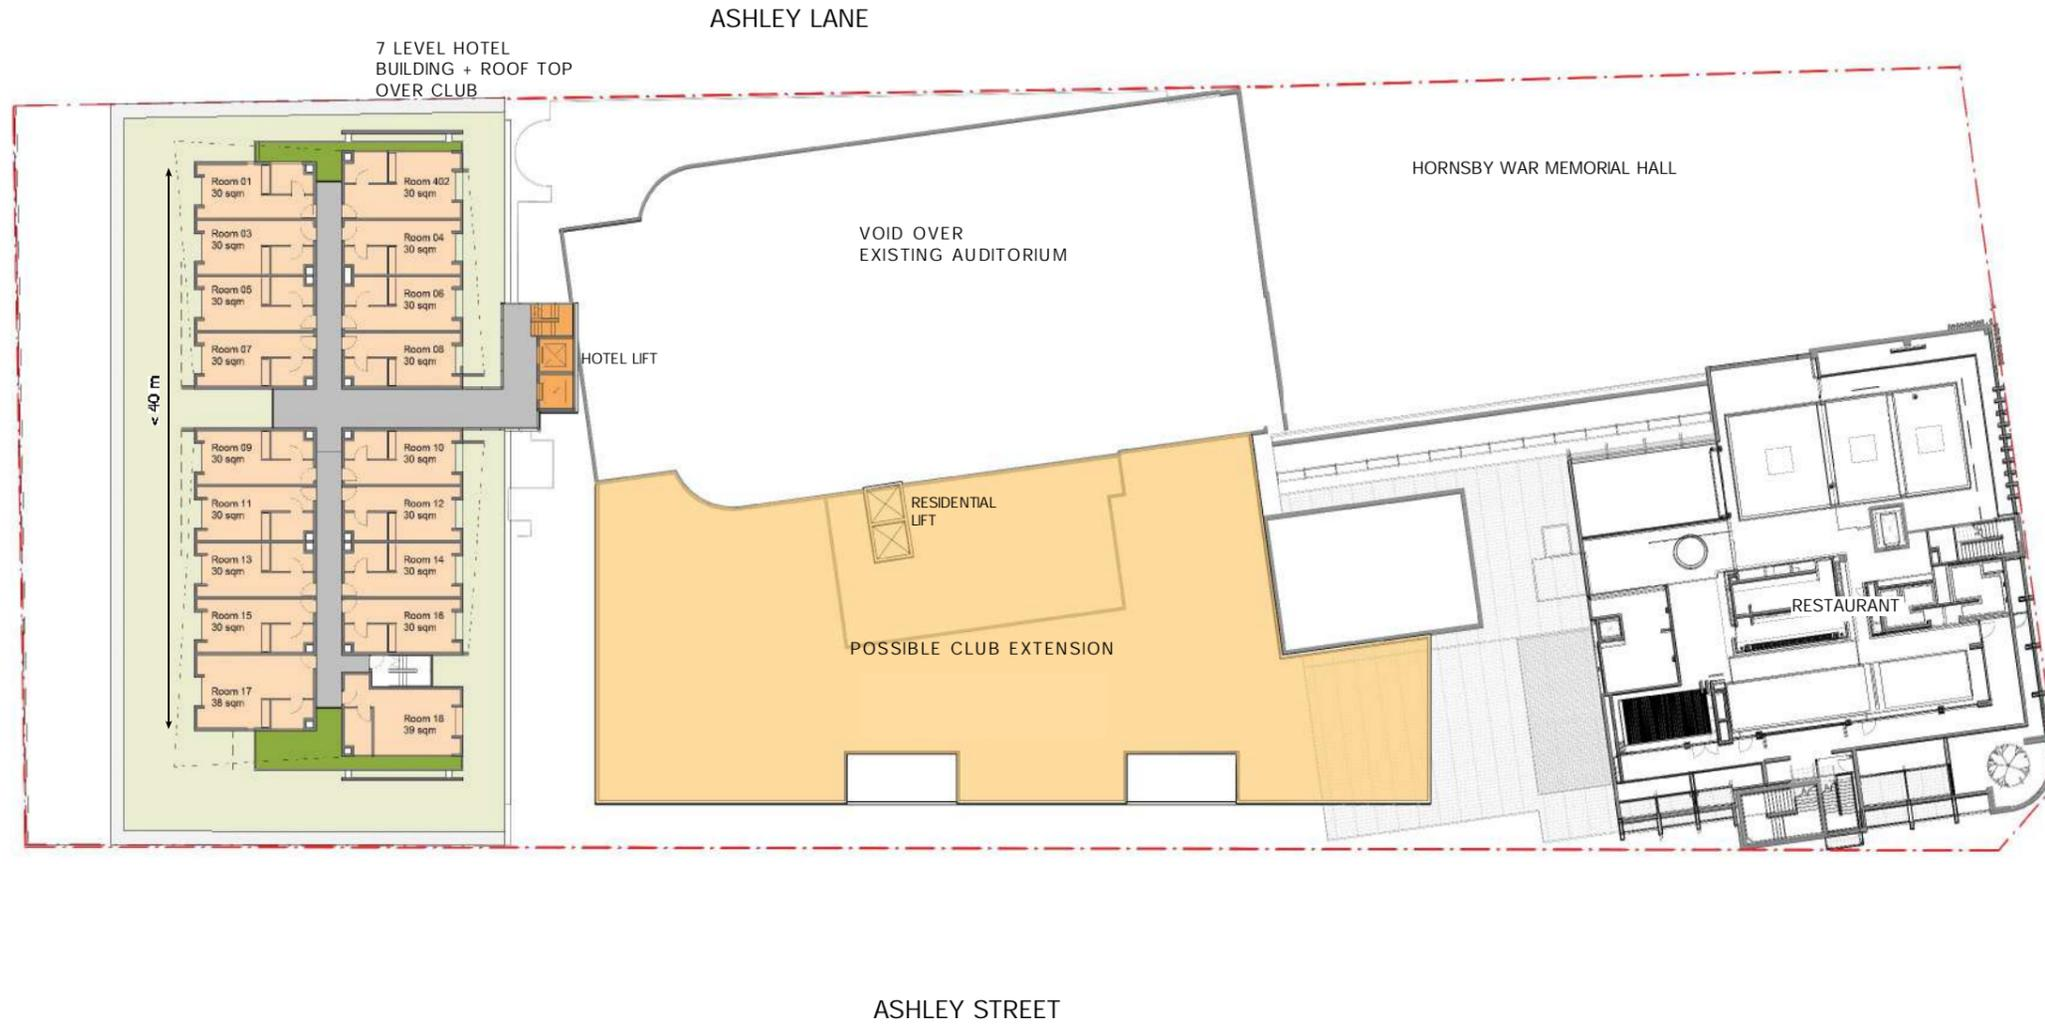 ASHLEY LANE
7 LEVEL HOTEL
BUILDING + ROOF TOP
OVER CLUB
HORNSBY WAR MEMORIAL HALL
Room 01
30 sqm
Room 402
30 sqm
Room 03
30 sqm
Room 04
30 sqm
VOID OVER
EXISTING AUDITORIUM
Room 05
30 sqm
Room 06
30 sqm
Room 07
30 sqm
Room 08
30 sqm
HOTEL LIFT
< 40 m
Room 09
30 sqm
Room 10
30 sqm
Room 11
30 sqm
Room 12
30 sqm
RESIDENTIAL
LIFT
Room 13
30 sqm
Room 14
30 sqm
Room 15
30 sqm
Room 16
30 sqm
RESTAURANT
POSSIBLE CLUB EXTENSION
Room 17
38 sqm
Room 18
39 sqm
ASHLEY STREET